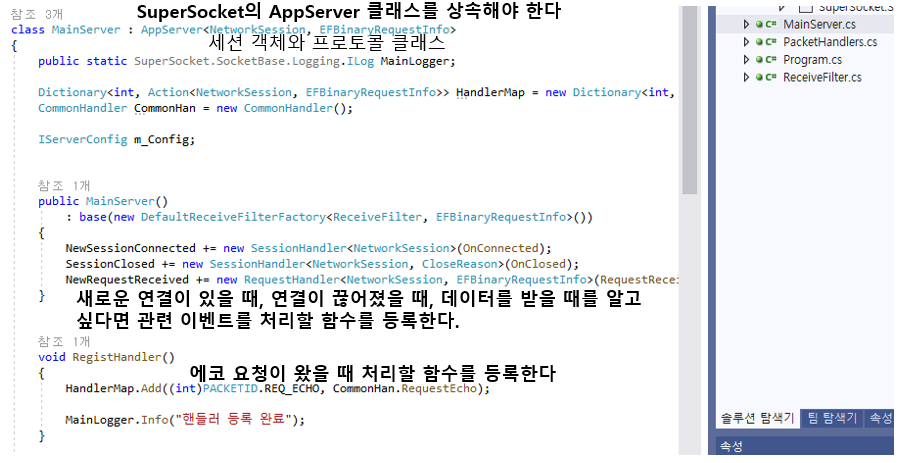 참조 3개
SuperSocket의 AppServer 클래스를 상속해야 한다
class MainServer : AppServer<NetworkSession, EFBinaryRequestInfo>
{
세션 객체와 프로토콜 클래스
public static SuperSocket.SocketBase.Logging.ILog MainLogger;
Dictionary<int, Action<NetworkSession, EFBinaryRequestInfo>> HandlerMap = new Dictionary<int,
CommonHandler CommonHan = new CommonHandler();
IServerConfig m_Config;
참조 1개
public MainServer()
: base(new DefaultReceiveFilterFactory<ReceiveFilter, EFBinaryRequestInfo>())
{
NewSessionConnected += new SessionHandler<NetworkSession>(OnConnected);
SessionClosed += new SessionHandler<NetworkSession, CloseReason>(OnClosed);
NewRequestReceived += new RequestHandler<NetworkSession, EFBinaryRequestInfo>(RequestRecei
}
새로운 연결이 있을 때, 연결이 끊어졌을 때, 데이터를 받을 때를 알고
싶다면 관련 이벤트를 처리할 함수를 등록한다.
참조 1개
void RegistHandler()
{
에코 요청이 왔을 때 처리할 함수를 등록한다
HandlerMap.Add((int)PACKETID.REQ_ECHO, CommonHan.RequestEcho);
MainLogger.Info("핸들러 등록 완료");
}
SuperSocket.S
MainServer.cs
PacketHandlers.cs
Program.cs
ReceiveFilter.cs
솔루션 탐색기 팀 탐색기 속성
속성